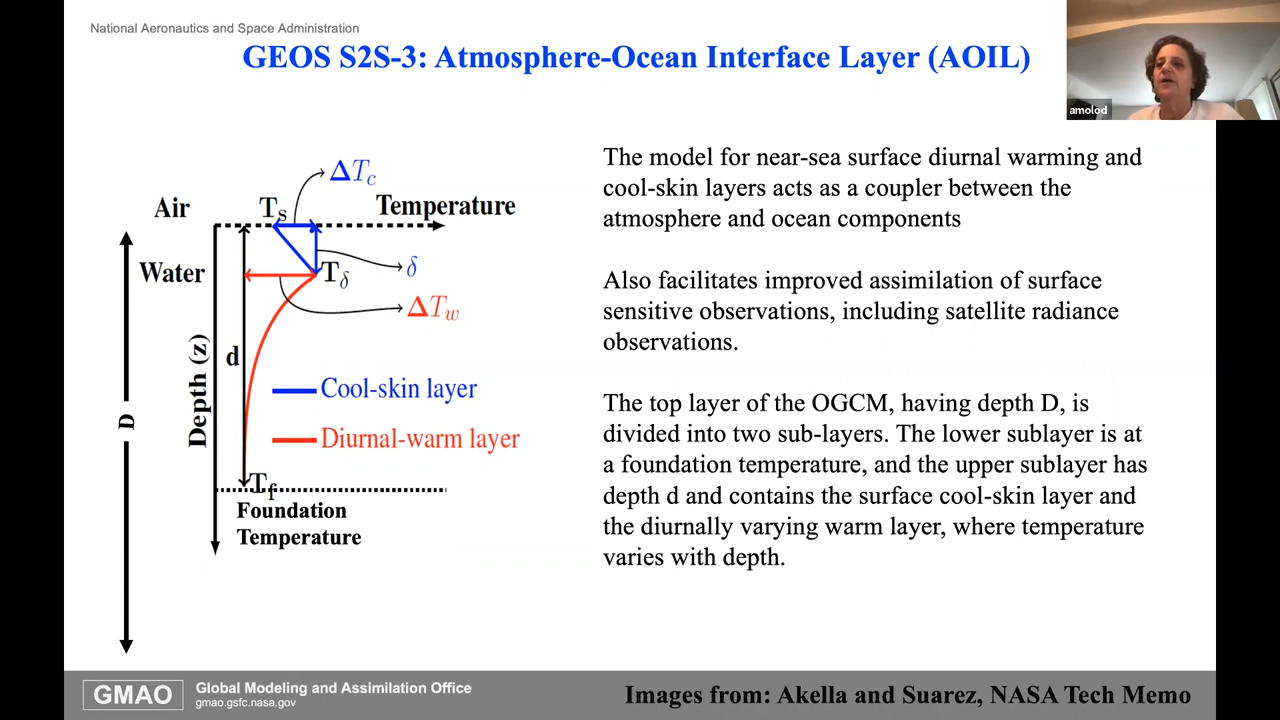 National Aeronautics and Space Administration
GEOS S2S-3: Atmosphere-Ocean Interface Layer (AOIL)
amolod
ΔT_c
Air
T_s
Temperature
Water
T_δ
δ
ΔT_w
Depth (z)
d
D
Cool-skin layer
Diurnal-warm layer
T_f
Foundation
Temperature
The model for near-sea surface diurnal warming and
cool-skin layers acts as a coupler between the
atmosphere and ocean components
Also facilitates improved assimilation of surface
sensitive observations, including satellite radiance
observations.
The top layer of the OGCM, having depth D, is
divided into two sub-layers. The lower sublayer is at
a foundation temperature, and the upper sublayer has
depth d and contains the surface cool-skin layer and
the diurnally varying warm layer, where temperature
varies with depth.
GMAO
Global Modeling and Assimilation Office
gmao.gsfc.nasa.gov
Images from: Akella and Suarez, NASA Tech Memo